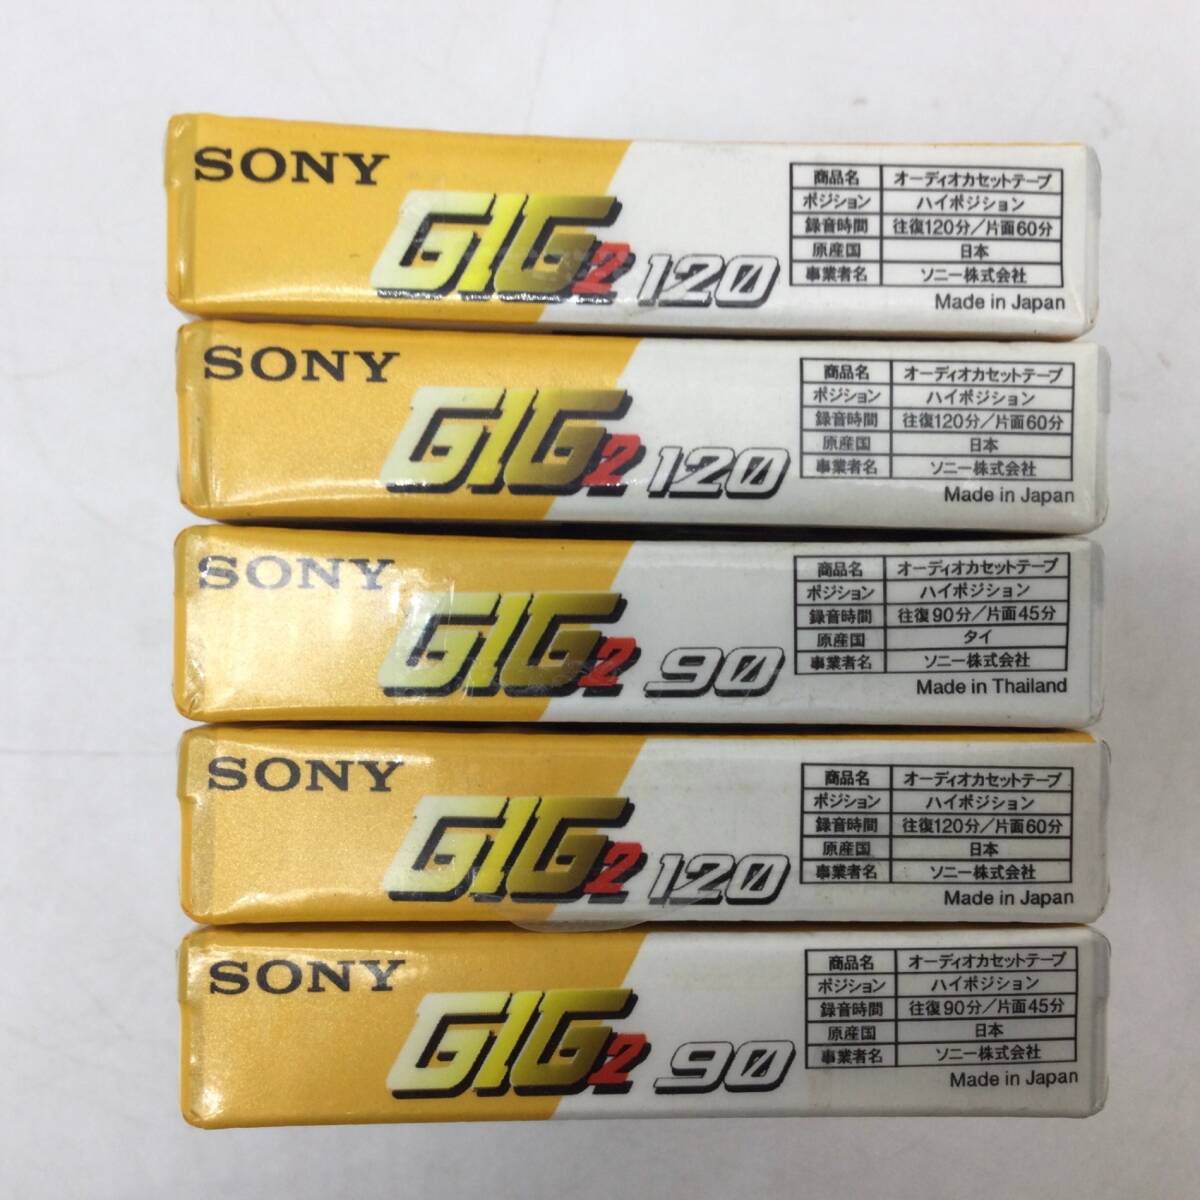 SONY
GIG2 120
商品名 オーディオカセットテープ
ポジション ハイポジション
録音時間 往復120分/片面60分
原産国 日本
事業者名 ソニー株式会社
Made in Japan
SONY
GIG2 120
商品名 オーディオカセットテープ
ポジション ハイポジション
録音時間 往復120分/片面60分
原産国 日本
事業者名 ソニー株式会社
Made in Japan
SONY
GIG2 90
商品名 オーディオカセットテープ
ポジション ハイポジション
録音時間 往復90分/片面45分
原産国 タイ
事業者名 ソニー株式会社
Made in Thailand
SONY
GIG2 120
商品名 オーディオカセットテープ
ポジション ハイポジション
録音時間 往復120分/片面60分
原産国 日本
事業者名 ソニー株式会社
Made in Japan
SONY
GIG2 90
商品名 オーディオカセットテープ
ポジション ハイポジション
録音時間 往復90分/片面45分
原産国 日本
事業者名 ソニー株式会社
Made in Japan